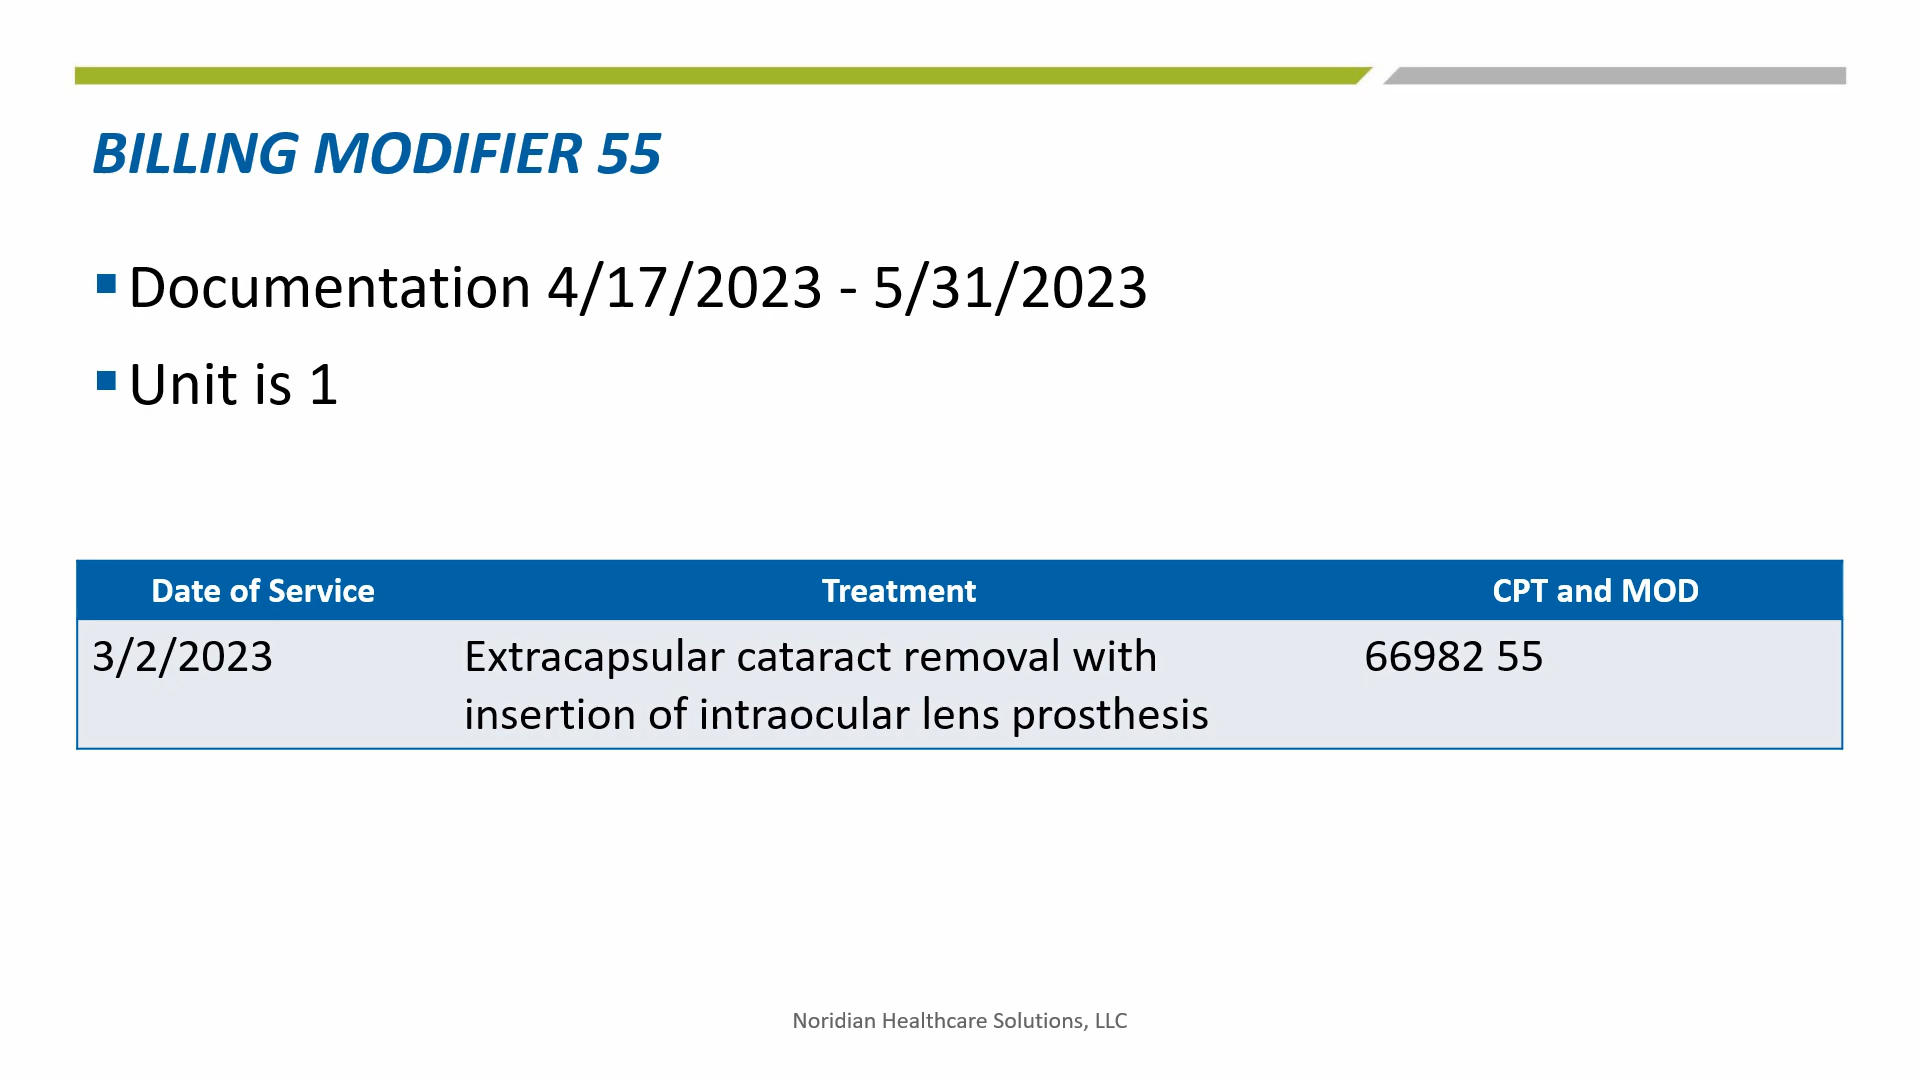 BILLING MODIFIER 55
Documentation 4/17/2023 - 5/31/2023
Unit is 1
Date of Service Treatment CPT and MOD
3/2/2023 Extracapsular cataract removal with 66982 55
insertion of intraocular lens prosthesis
Noridian Healthcare Solutions, LLC